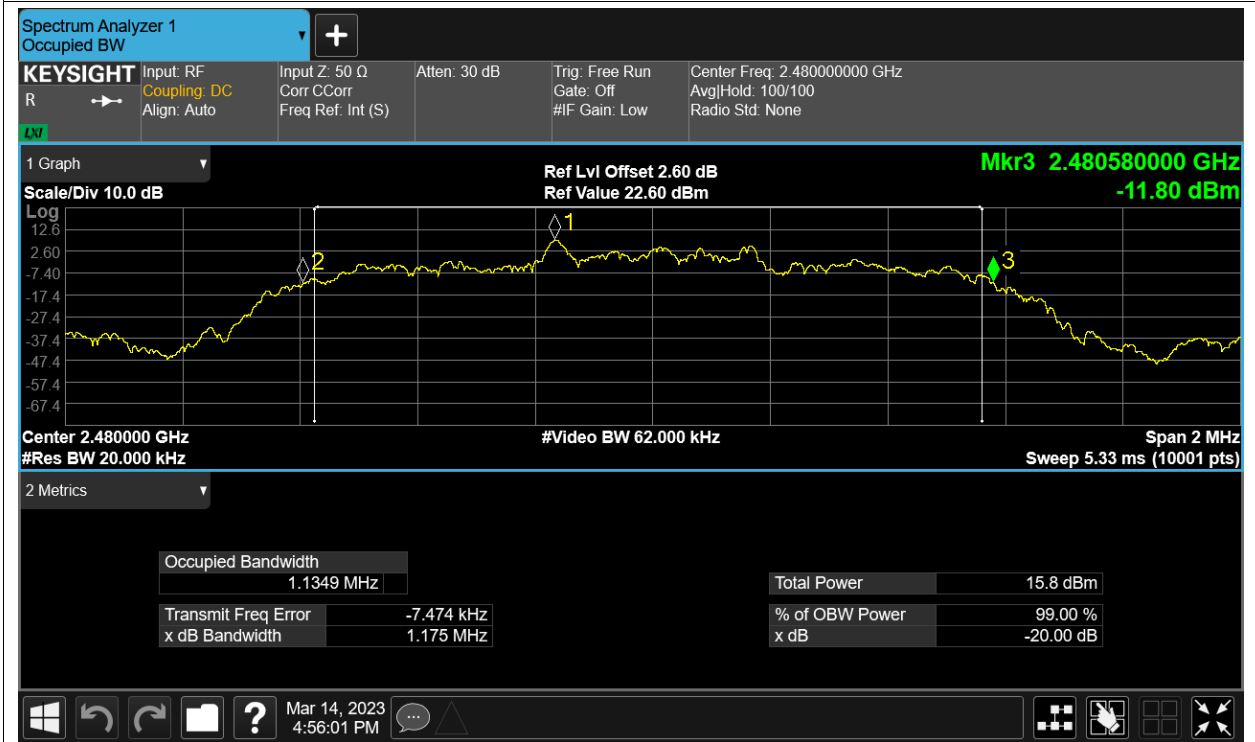 Spectrum Analyzer 1
Occupied BW
KEYSIGHT
R
LXI
Input: RF
Coupling: DC
Align: Auto
Input Z: 50 Ω
Corr CCorr
Freq Ref: Int (S)
Atten: 30 dB
Trig: Free Run
Gate: Off
#IF Gain: Low
Center Freq: 2.480000000 GHz
Avg|Hold: 100/100
Radio Std: None
1 Graph
Scale/Div 10.0 dB
Ref Lvl Offset 2.60 dB
Ref Value 22.60 dBm
Mkr3 2.480580000 GHz
-11.80 dBm
Log
12.6
2.60
-7.40
-17.4
-27.4
-37.4
-47.4
-57.4
-67.4
1
2
3
Center 2.480000 GHz
#Video BW 62.000 kHz
Span 2 MHz
#Res BW 20.000 kHz
Sweep 5.33 ms (10001 pts)
2 Metrics
Occupied Bandwidth
1.1349 MHz
Transmit Freq Error -7.474 kHz
x dB Bandwidth 1.175 MHz
Total Power 15.8 dBm
% of OBW Power 99.00 %
x dB -20.00 dB
?
Mar 14, 2023
4:56:01 PM